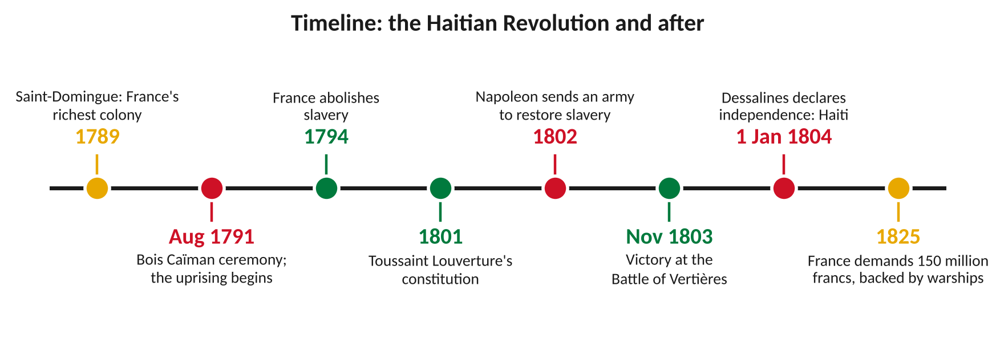 Timeline: the Haitian Revolution and after
Saint-Domingue: France's
richest colony
1789
Aug 1791
Bois Caïman ceremony;
the uprising begins
France abolishes
slavery
1794
1801
Toussaint Louverture's
constitution
Napoleon sends an army
to restore slavery
1802
Nov 1803
Victory at the
Battle of Vertières
Dessalines declares
independence: Haiti
1 Jan 1804
1825
France demands 150 million
francs, backed by warships